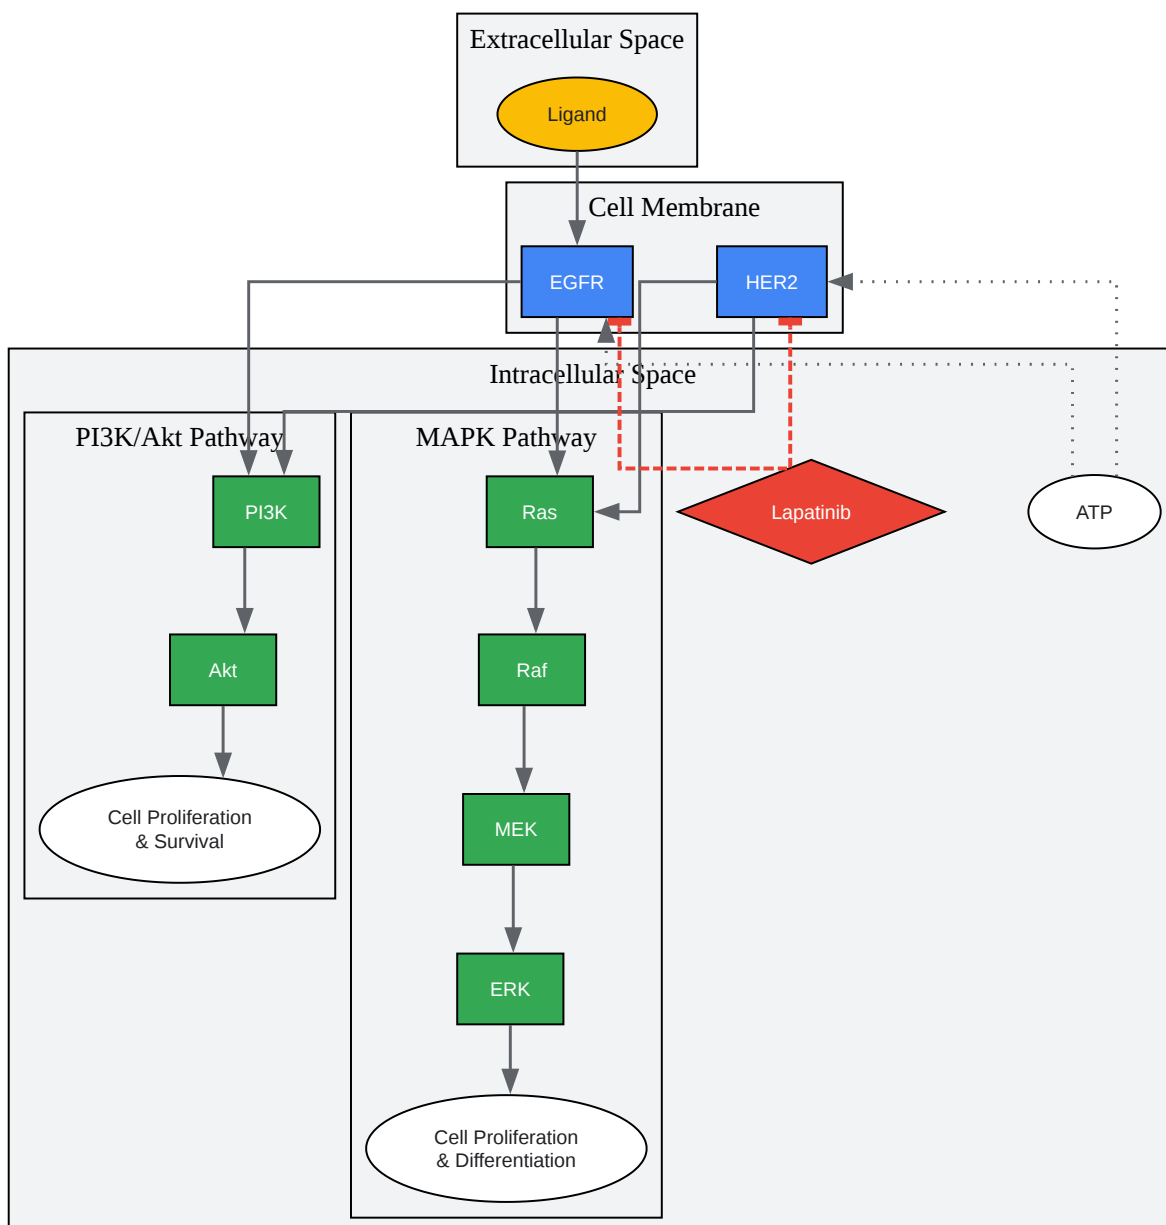 Extracellular Space
Ligand
Cell Membrane
EGFR
HER2
Intracellular Space
PI3K/Akt Pathway
MAPK Pathway
PI3K
Ras
Lapatinib
ATP
Akt
Raf
Cell Proliferation
& Survival
MEK
ERK
Cell Proliferation
& Differentiation